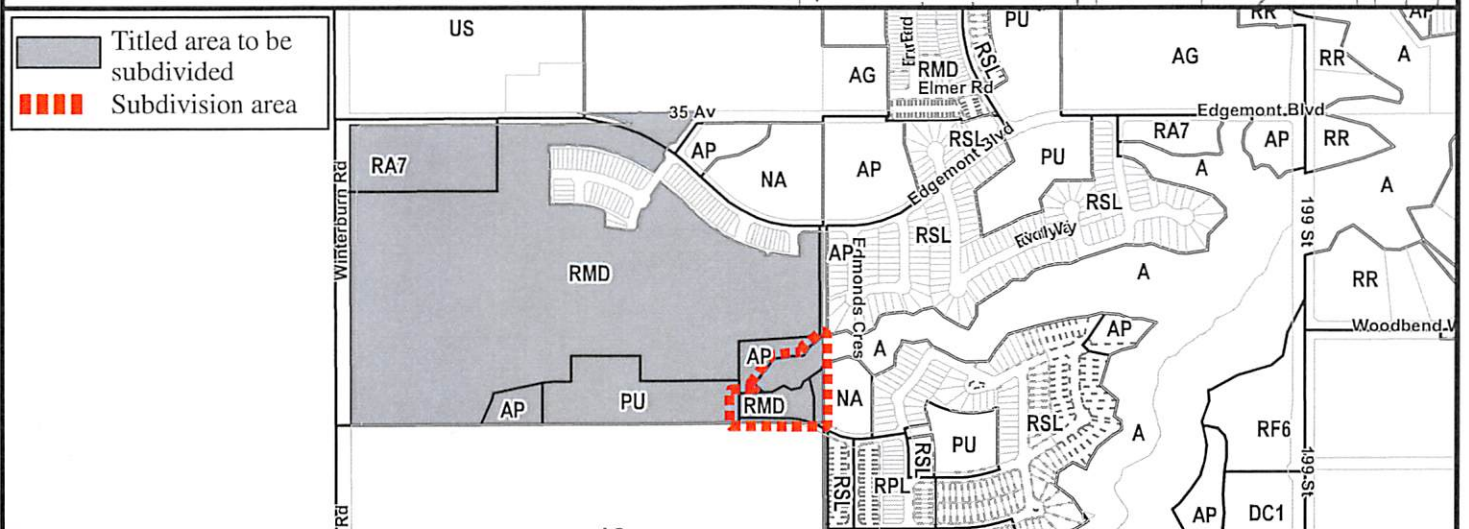 Titled area to be
subdivided
Subdivision area
US
PU
RR
AP
AG
RMD
RSL
Elmer Rd
AG
RR
A
35 Av
Edgemont Blvd
RA7
AP
NA
AP
RSL
Edgemont Blvd
PU
RA7
AP
RR
A
A
Winterburn Rd
RMD
AP
Edmonds Cres
RSL
RSL
199 St
A
RR
Woodbend W
AP
A
AP
AP
PU
RMD
NA
RSL
PU
A
RF6
RSL
RSL
RPL
199 St
AP
DC1
Rd